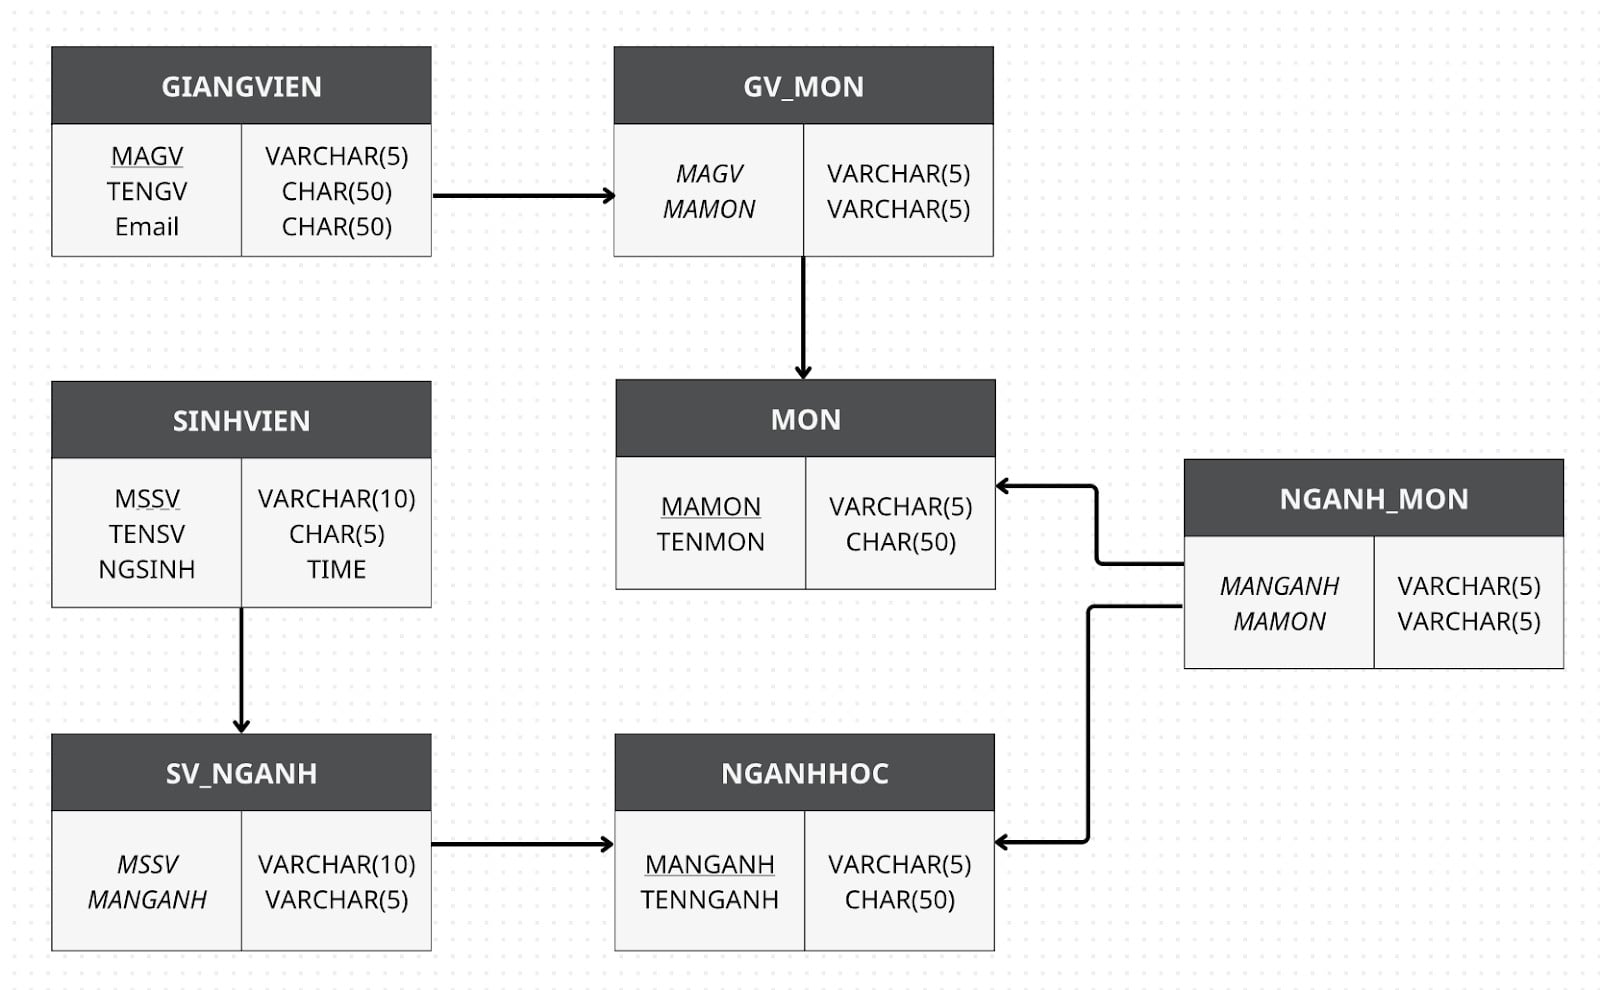 GIANGVIEN
MAGV VARCHAR(5)
TENGV CHAR(50)
Email CHAR(50)
GV_MON
MAGV VARCHAR(5)
MAMON VARCHAR(5)
SINHVIEN
MSSV VARCHAR(10)
TENSV CHAR(5)
NGSINH TIME
MON
MAMON VARCHAR(5)
TENMON CHAR(50)
NGANH_MON
MANGANH VARCHAR(5)
MAMON VARCHAR(5)
SV_NGANH
MSSV VARCHAR(10)
MANGANH VARCHAR(5)
NGANHHOC
MANGANH VARCHAR(5)
TENNGANH CHAR(50)